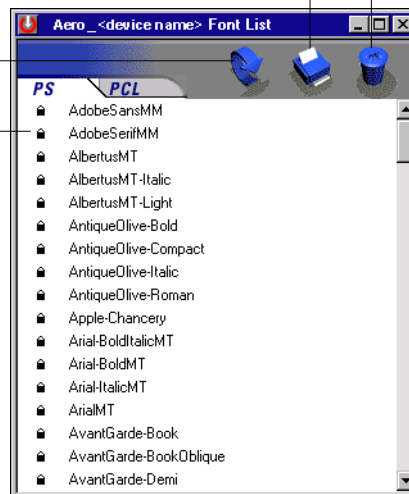 Aero_<device name> Font List
PS PCL
AdobeSansMM
AdobeSerifMM
AlbertusMT
AlbertusMT-Italic
AlbertusMT-Light
AntiqueOlive-Bold
AntiqueOlive-Compact
AntiqueOlive-Italic
AntiqueOlive-Roman
Apple-Chancery
Arial-BoldItalicMT
Arial-BoldMT
Arial-ItalicMT
ArialMT
AvantGarde-Book
AvantGarde-BookOblique
AvantGarde-Demi